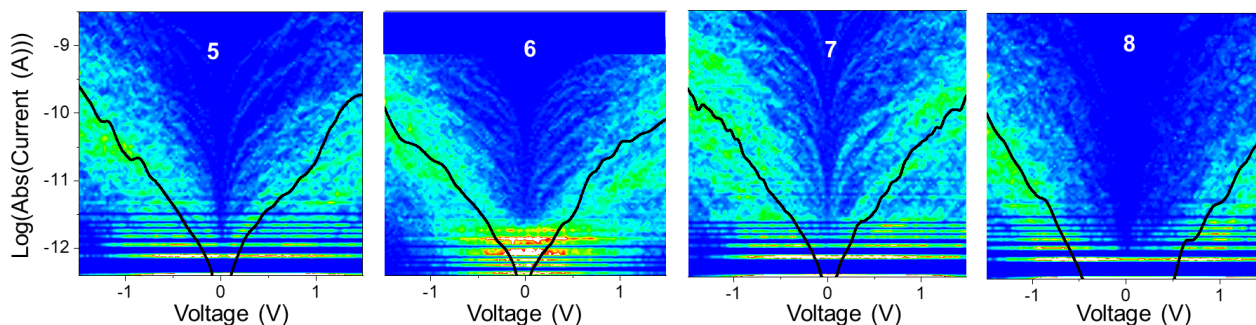 Log(Abs(Current (A)))
-9
-10
-11
-12
5
6
7
8
-1 0 1
-1 0 1
-1 0 1
-1 0 1
Voltage (V)
Voltage (V)
Voltage (V)
Voltage (V)